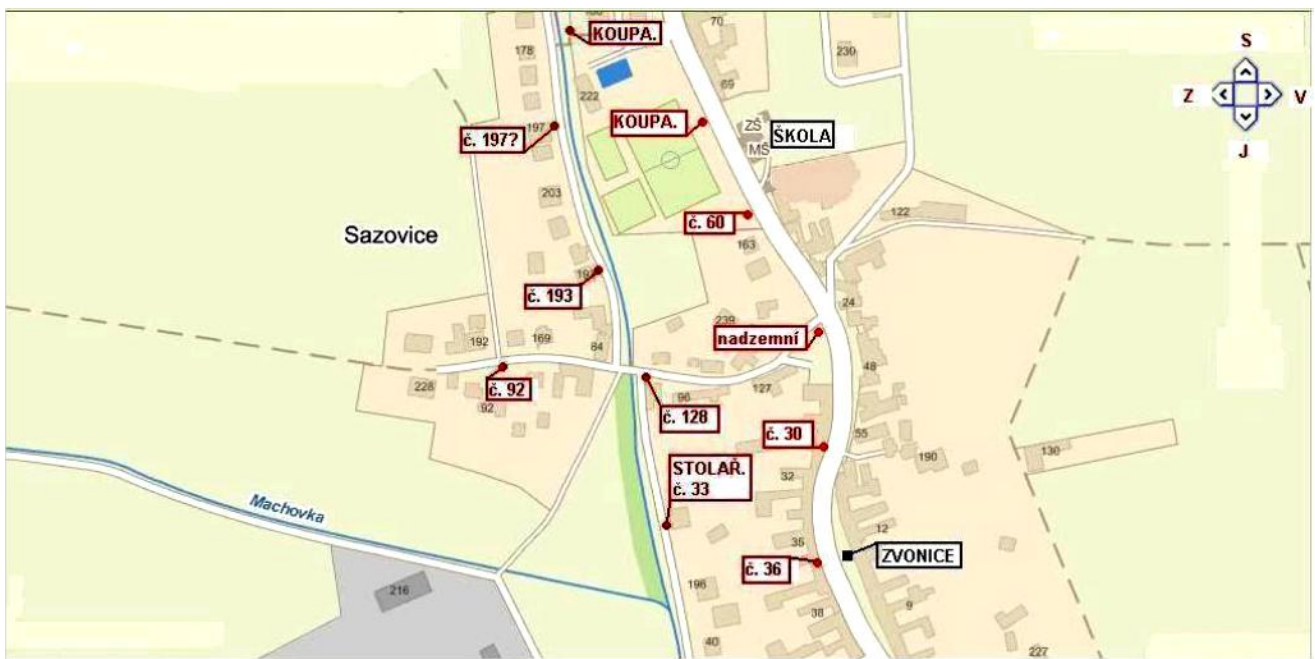 188
KOUPA.
70
S
178
239
Z
V
222
69
KOUPA.
J
197
č. 197?
ZŠ
ŠKOLA
MŠ
203
122
č. 60
Sazovice
163
č. 193
24
239
nadzemní
192
169
84
48
228
č. 92
92
127
96
č. 128
č. 30
55
190
130
STOLAŘ.
č. 33
32
Machovka
12
35
ZVONICE
č. 36
216
196
38
9
40
227